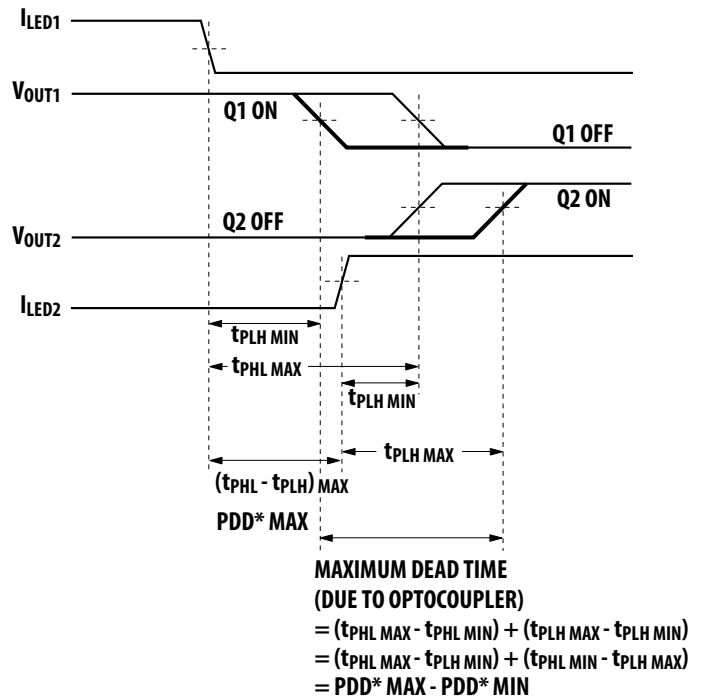 ILED1
VOUT1
Q1 ON
Q1 OFF
Q2 OFF
Q2 ON
VOUT2
ILED2
tPLH MIN
tPHL MAX
tPLH MIN
tPLH MAX
(tPHL - tPLH) MAX
PDD* MAX
MAXIMUM DEAD TIME
(DUE TO OPTOCOUPLER)
= (tPHL MAX - tPHL MIN) + (tPLH MAX - tPLH MIN)
= (tPHL MAX - tPLH MIN) + (tPHL MIN - tPLH MAX)
= PDD* MAX - PDD* MIN